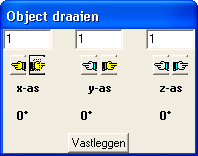 Object draaien
1 1 1
x-as y-as z-as
0° 0° 0°
Vastleggen